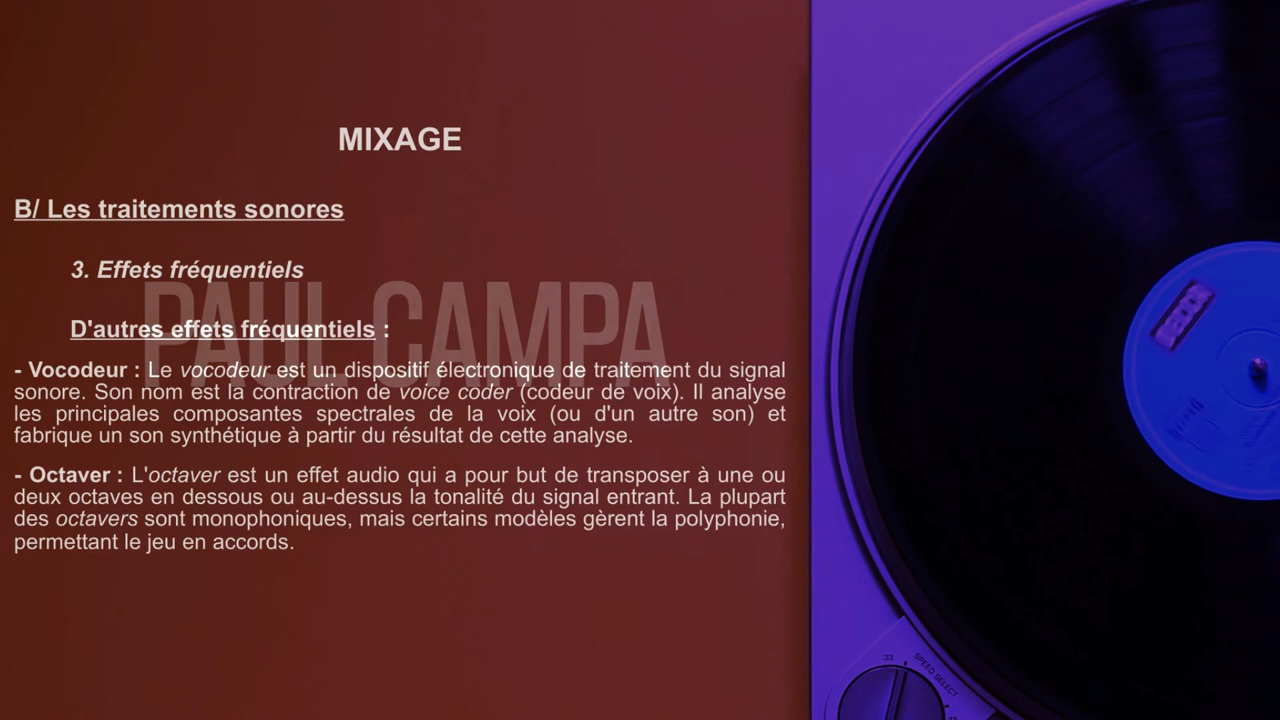 MIXAGE
B/ Les traitements sonores
3. Effets fréquentiels
PAUL CAMPA
D'autres effets fréquentiels :
- Vocodeur : Le vocodeur est un dispositif électronique de traitement du signal
sonore. Son nom est la contraction de voice coder (codeur de voix). Il analyse
les principales composantes spectrales de la voix (ou d'un autre son) et
fabrique un son synthétique à partir du résultat de cette analyse.
- Octaver : L'octaver est un effet audio qui a pour but de transposer à une ou
deux octaves en dessous ou au-dessus la tonalité du signal entrant. La plupart
des octavers sont monophoniques, mais certains modèles gèrent la polyphonie,
permettant le jeu en accords.
33
SPEED SELECT